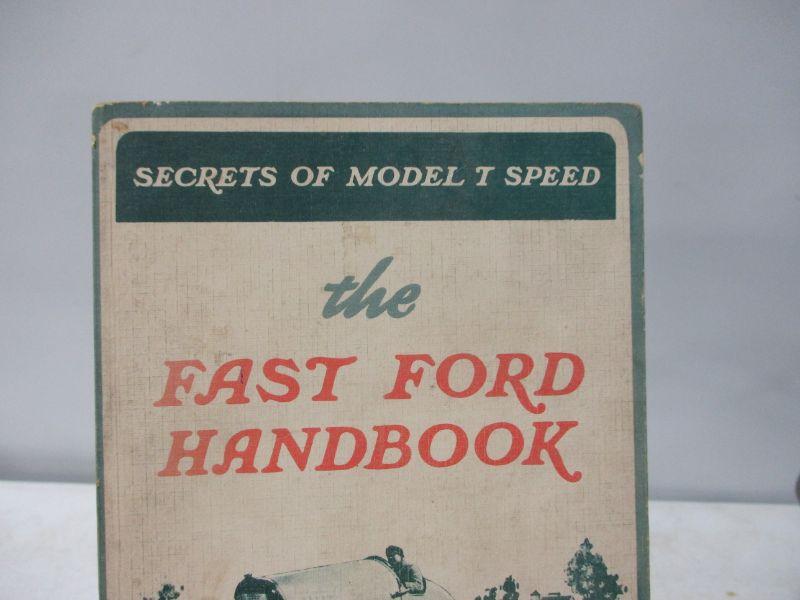 SECRETS OF MODEL T SPEED
the
FAST FORD
HANDBOOK